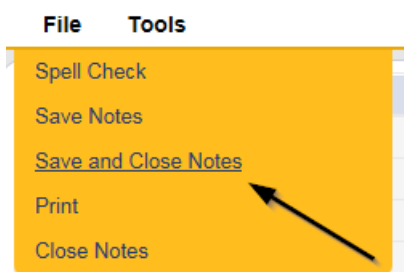 File Tools
Spell Check
Save Notes
Save and Close Notes
Print
Close Notes